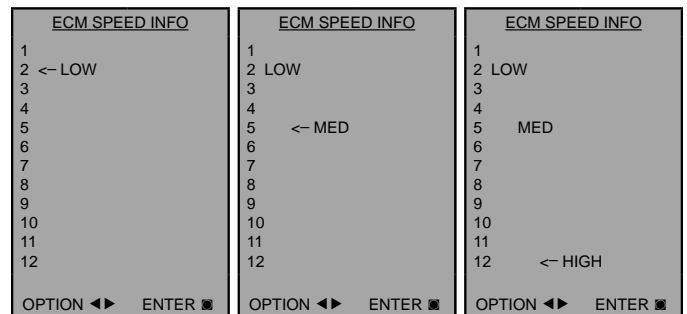 ECM SPEED INFO
1
2 <– LOW
3
4
5
6
7
8
9
10
11
12
OPTION ◀▶ ENTER ◙
ECM SPEED INFO
1
2 LOW
3
4
5 <– MED
6
7
8
9
10
11
12
OPTION ◀▶ ENTER ◙
ECM SPEED INFO
1
2 LOW
3
4
5 MED
6
7
8
9
10
11
12 <– HIGH
OPTION ◀▶ ENTER ◙